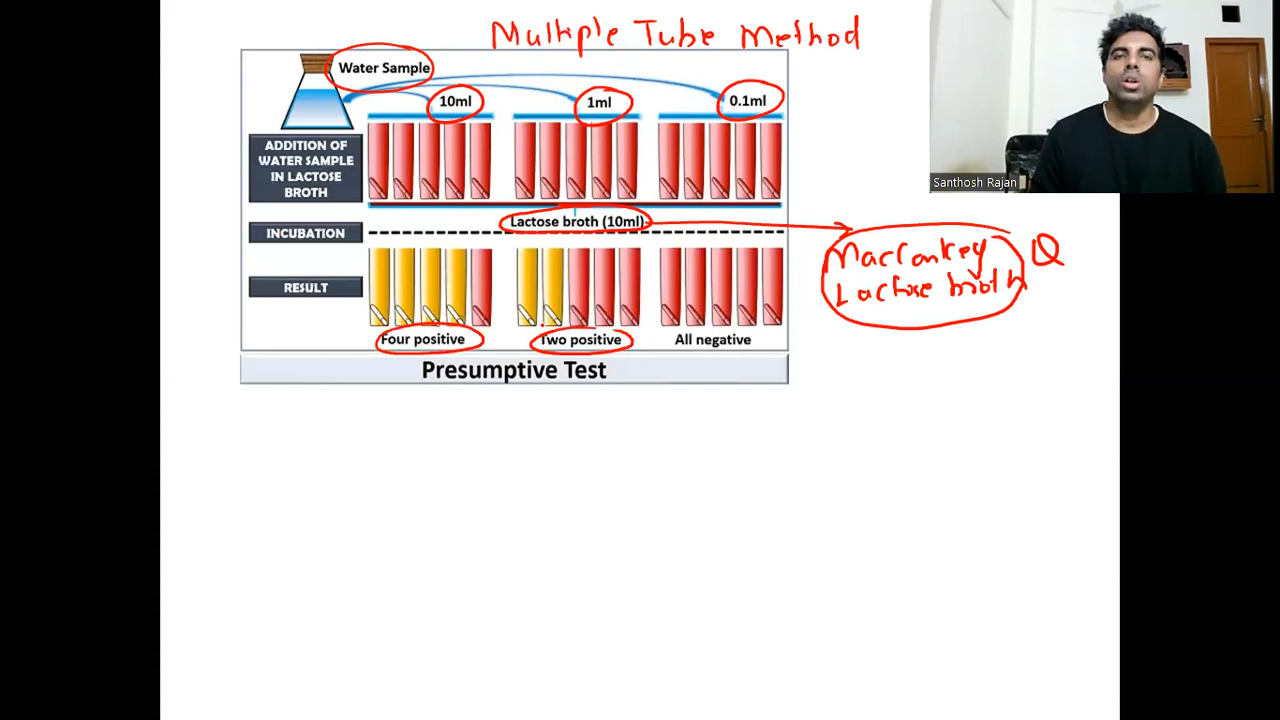 Multiple Tube Method
Water Sample
10ml
1ml
0.1ml
ADDITION OF
WATER SAMPLE
IN LACTOSE
BROTH
Lactose broth (10ml)
INCUBATION
RESULT
Four positive
Two positive
All negative
Presumptive Test
MacConkey
Lactose broth
Q
Santhosh Rajan